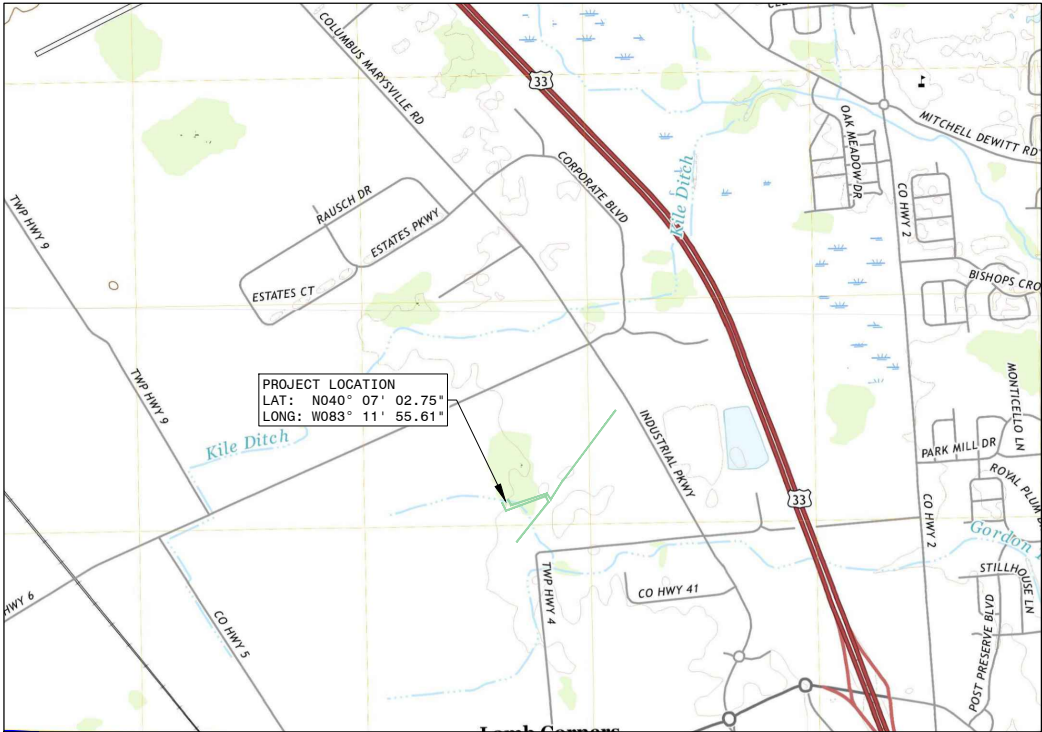 COLUMBUS MARYSVILLE RD
33
MITCHELL DEWITT RD
OAK MEADOW DR
CORPORATE BLVD
Kile Ditch
CO HWY 2
RAUSCH DR
ESTATES PKWY
ESTATES CT
TWP HWY 9
BISHOPS CRO
TWP HWY 9
PROJECT LOCATION
LAT: N040° 07' 02.75"
LONG: W083° 11' 55.61"
Kile Ditch
INDUSTRIAL PKWY
MONTICELLO LN
PARK MILL DR
ROYAL PLUM
33
CO HWY 2
Gordon
STILLHOUSE LN
TWP HWY 4
CO HWY 41
HWY 6
CO HWY 5
POST PRESERVE BLVD
Lamb Corners